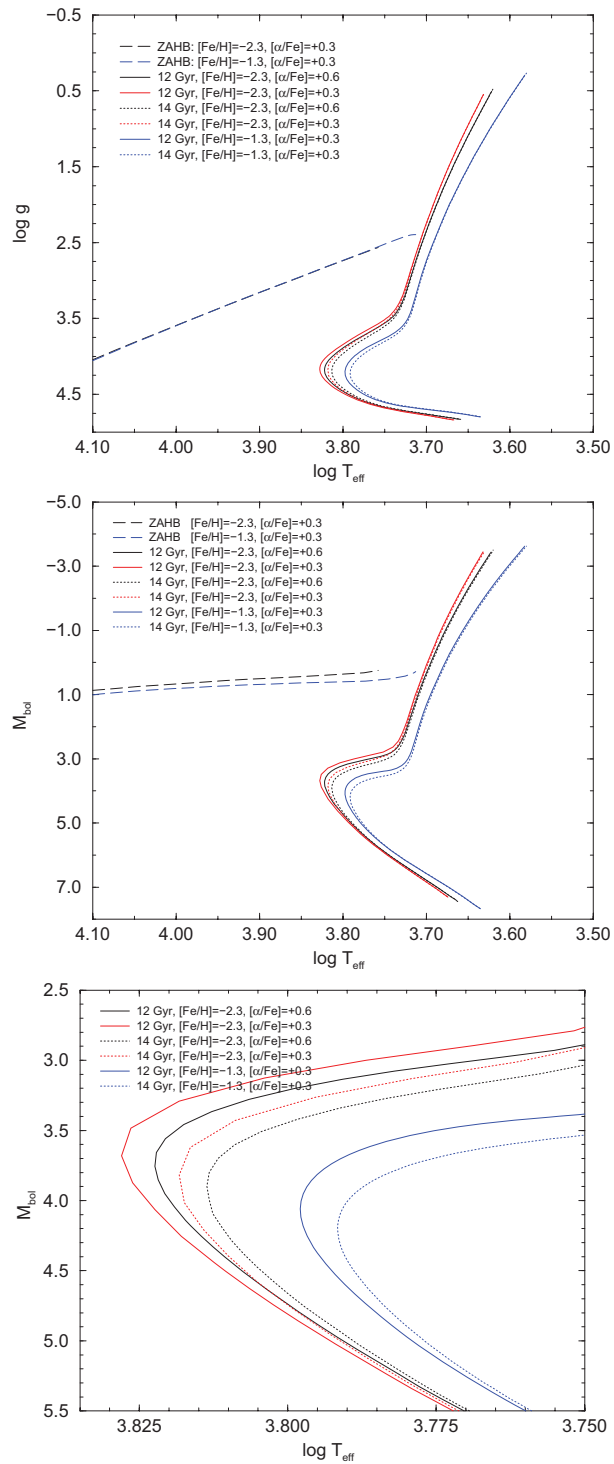 −0.5
0.5
1.5
2.5
3.5
4.5
log g
ZAHB: [Fe/H]=−2.3, [α/Fe]=+0.3
ZAHB: [Fe/H]=−1.3, [α/Fe]=+0.3
12 Gyr, [Fe/H]=−2.3, [α/Fe]=+0.6
12 Gyr, [Fe/H]=−2.3, [α/Fe]=+0.3
14 Gyr, [Fe/H]=−2.3, [α/Fe]=+0.6
14 Gyr, [Fe/H]=−2.3, [α/Fe]=+0.3
12 Gyr, [Fe/H]=−1.3, [α/Fe]=+0.3
14 Gyr, [Fe/H]=−1.3, [α/Fe]=+0.3
4.10 4.00 3.90 3.80 3.70 3.60 3.50
log Teff
−5.0
−3.0
−1.0
1.0
3.0
5.0
7.0
Mbol
ZAHB [Fe/H]=−2.3, [α/Fe]=+0.3
ZAHB [Fe/H]=−1.3, [α/Fe]=+0.3
12 Gyr, [Fe/H]=−2.3, [α/Fe]=+0.6
12 Gyr, [Fe/H]=−2.3, [α/Fe]=+0.3
14 Gyr, [Fe/H]=−2.3, [α/Fe]=+0.6
14 Gyr, [Fe/H]=−2.3, [α/Fe]=+0.3
12 Gyr, [Fe/H]=−1.3, [α/Fe]=+0.3
14 Gyr, [Fe/H]=−1.3, [α/Fe]=+0.3
4.10 4.00 3.90 3.80 3.70 3.60 3.50
log Teff
2.5
3.0
3.5
4.0
4.5
5.0
5.5
Mbol
12 Gyr, [Fe/H]=−2.3, [α/Fe]=+0.6
12 Gyr, [Fe/H]=−2.3, [α/Fe]=+0.3
14 Gyr, [Fe/H]=−2.3, [α/Fe]=+0.6
14 Gyr, [Fe/H]=−2.3, [α/Fe]=+0.3
12 Gyr, [Fe/H]=−1.3, [α/Fe]=+0.3
14 Gyr, [Fe/H]=−1.3, [α/Fe]=+0.3
3.825 3.800 3.775 3.750
log Teff